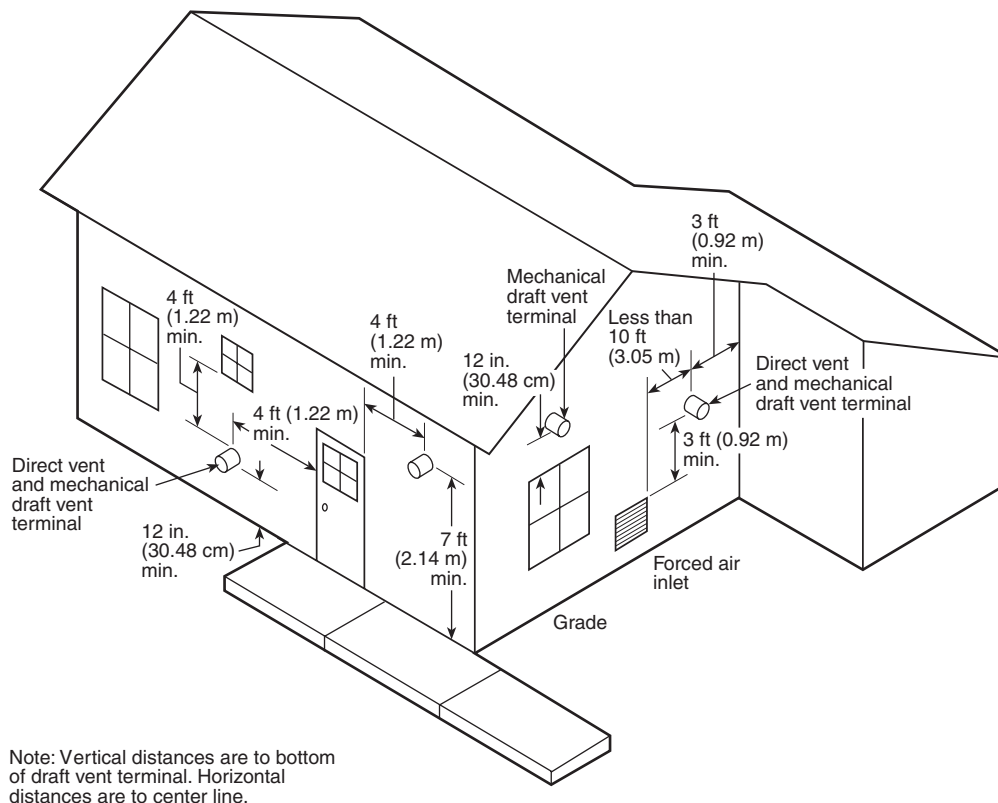 3 ft
(0.92 m)
min.
Mechanical
draft vent
terminal
4 ft
(1.22 m)
min.
4 ft
(1.22 m)
min.
Less than
10 ft
(3.05 m)
12 in.
(30.48 cm)
min.
Direct vent
and mechanical
draft vent terminal
4 ft (1.22 m)
min.
3 ft (0.92 m)
min.
Direct vent
and mechanical
draft vent
terminal
12 in.
(30.48 cm)
min.
7 ft
(2.14 m)
min.
Forced air
inlet
Grade
Note: Vertical distances are to bottom
of draft vent terminal. Horizontal
distances are to center line.